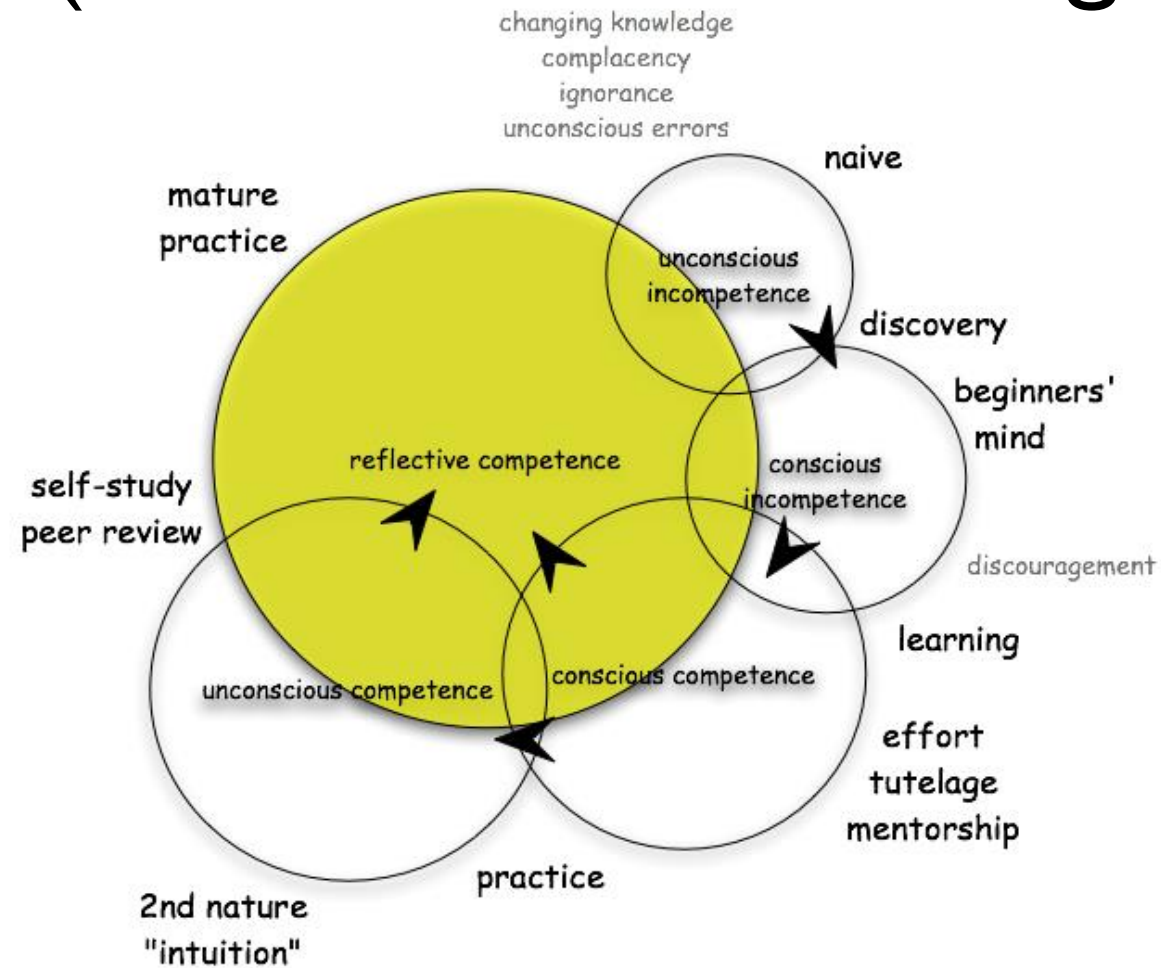 changing knowledge
complacency
ignorance
unconscious errors
naive
mature
practice
unconscious
incompetence
discovery
beginners'
mind
reflective competence
conscious
incompetence
self-study
peer review
discouragement
learning
unconscious competence
conscious competence
effort
tutelage
mentorship
practice
2nd nature
"intuition"